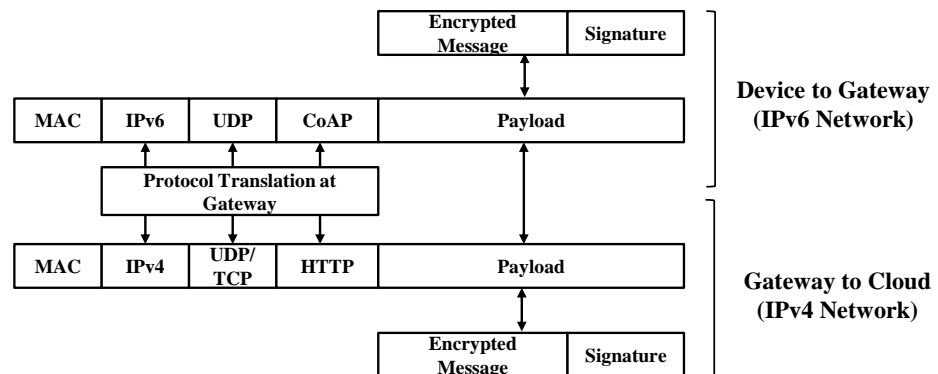 Encrypted
Message
Signature
MAC
IPv6
UDP
CoAP
Payload
Device to Gateway
(IPv6 Network)
Protocol Translation at
Gateway
MAC
IPv4
UDP/
TCP
HTTP
Payload
Gateway to Cloud
(IPv4 Network)
Encrypted
Message
Signature